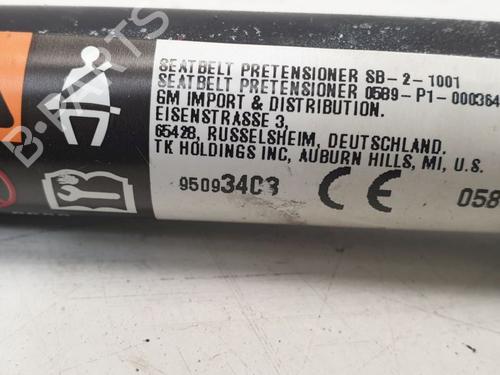 SEATBELT PRETENSIONER SB-2-1001
SEATBELT PRETENSIONER 0589-P1-000364
GM IMPORT & DISTRIBUTION.
EISENSTRASSE 3,
65428, RUSSELSHEIM, DEUTSCHLAND.
TK HOLDINGS INC, AUBURN HILLS, MI, U.S.
95093403 CE 058
B-PARTS